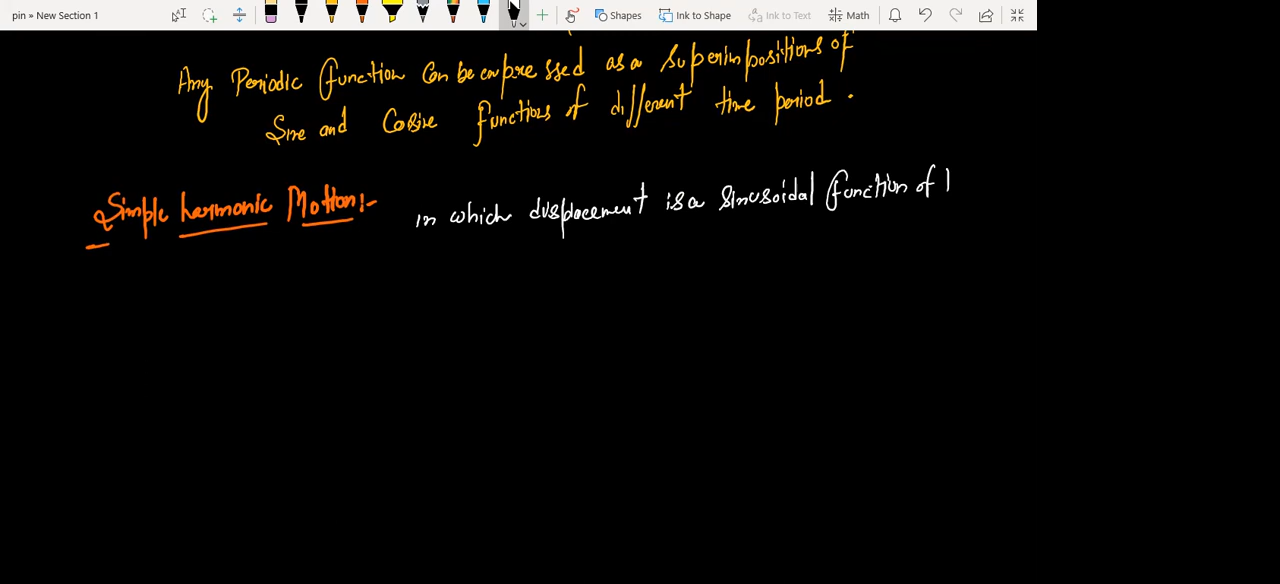 pin » New Section 1
Shapes
Ink to Shape
Ink to Text
Math
Any Periodic function can be expressed as a superimpositions of
Sine and Cosine functions of different time period.
Simple harmonic Motion:- in which displacement is a sinusoidal function of